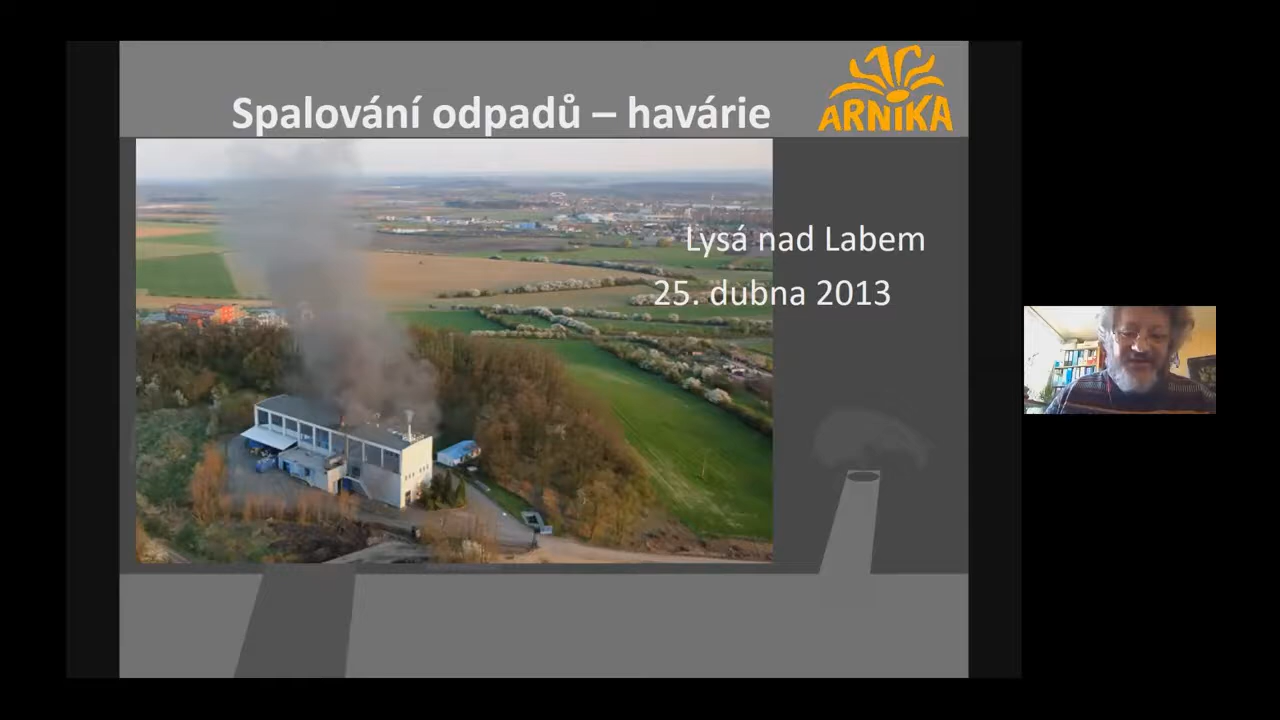 Spalování odpadů – havárie
ARNIKA
Lysá nad Labem
25. dubna 2013